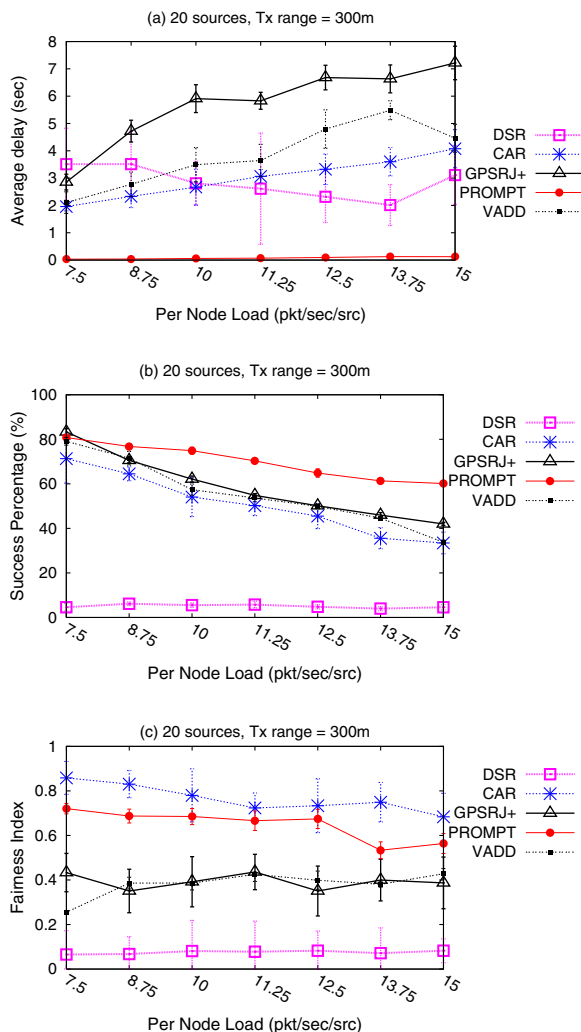 (a) 20 sources, Tx range = 300m
Average delay (sec)
8
7
6
5
4
3
2
1
0
7.5
8.75
10
11.25
12.5
13.75
15
Per Node Load (pkt/sec/src)
DSR
CAR
GPSRJ+
PROMPT
VADD
(b) 20 sources, Tx range = 300m
Success Percentage (%)
100
80
60
40
20
0
7.5
8.75
10
11.25
12.5
13.75
15
Per Node Load (pkt/sec/src)
DSR
CAR
GPSRJ+
PROMPT
VADD
(c) 20 sources, Tx range = 300m
Fairness Index
1
0.8
0.6
0.4
0.2
0
7.5
8.75
10
11.25
12.5
13.75
15
Per Node Load (pkt/sec/src)
DSR
CAR
GPSRJ+
PROMPT
VADD